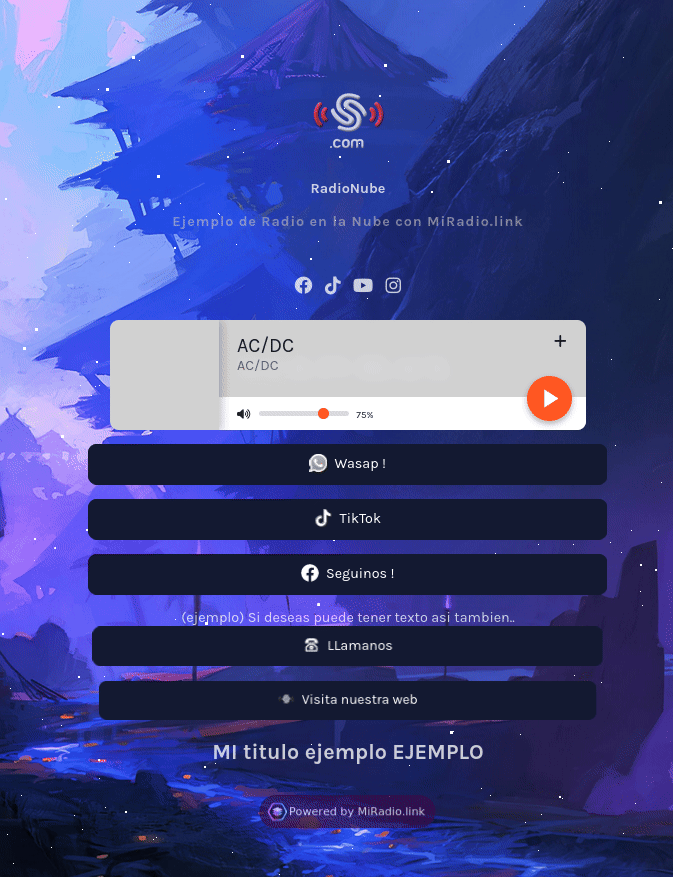 .com
RadioNube
Ejemplo de Radio en la Nube con MiRadio.link
AC/DC
AC/DC
75%
Wasap !
TikTok
Seguinos !
(ejemplo) Si deseas puede tener texto asi tambien..
LLamanos
Visita nuestra web
MI titulo ejemplo EJEMPLO
Powered by MiRadio.link